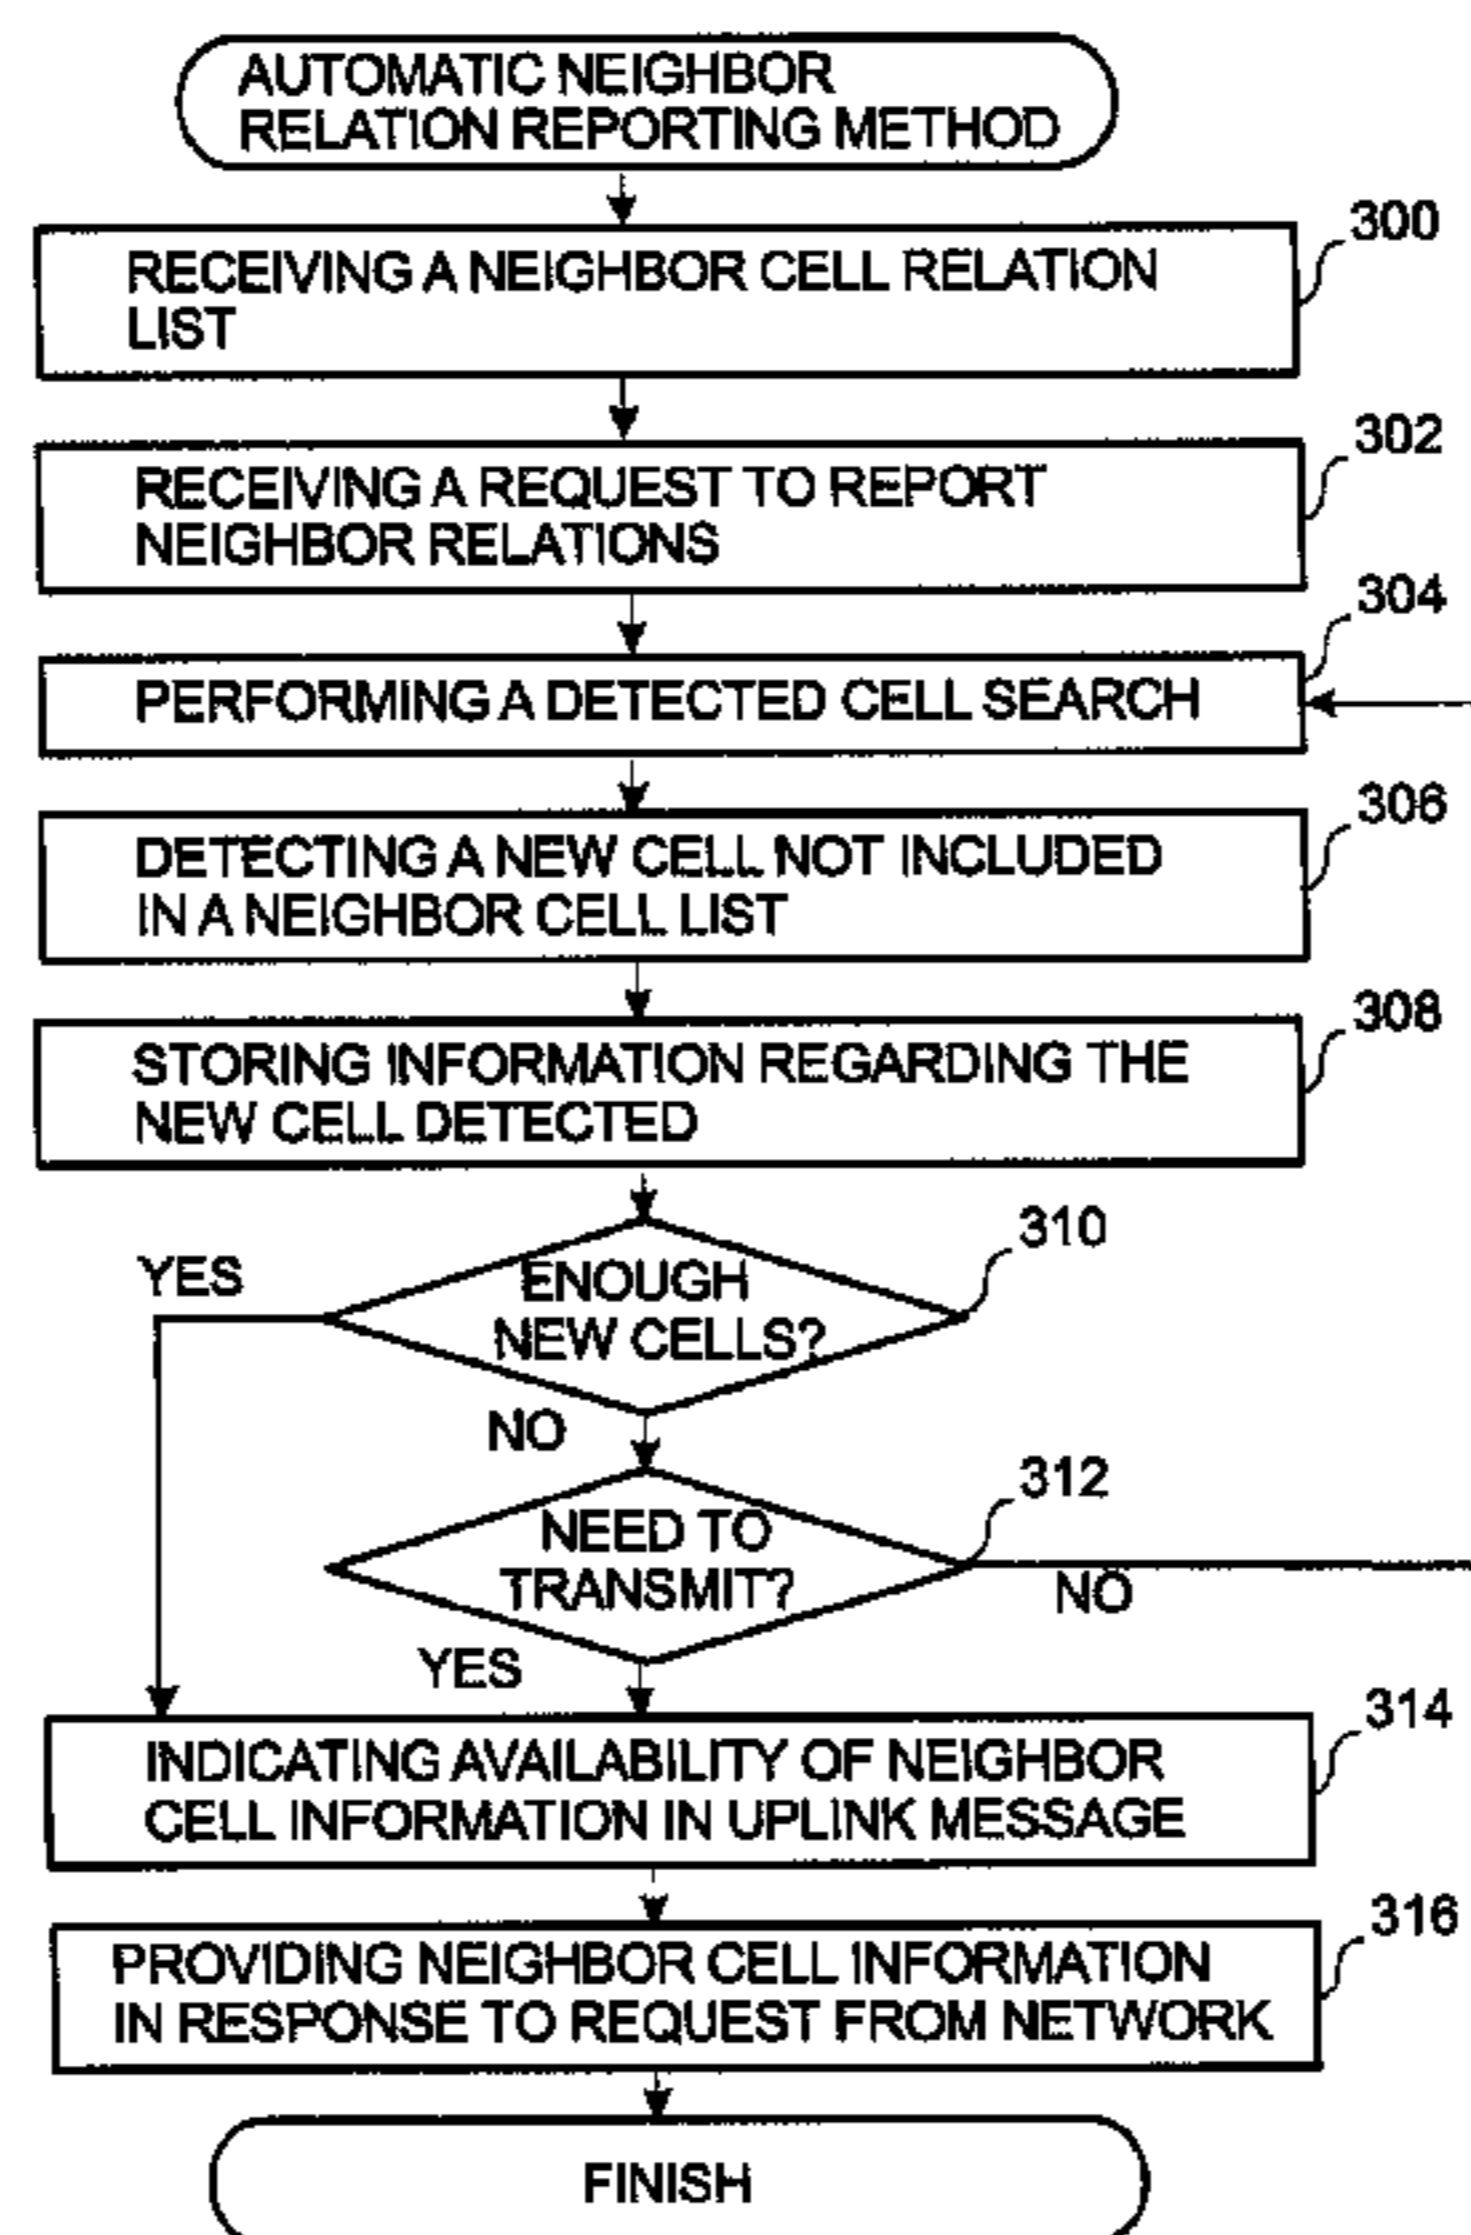 AUTOMATIC NEIGHBOR
RELATION REPORTING METHOD
300
RECEIVING A NEIGHBOR CELL RELATION
LIST
302
RECEIVING A REQUEST TO REPORT
NEIGHBOR RELATIONS
304
PERFORMING A DETECTED CELL SEARCH
306
DETECTING A NEW CELL NOT INCLUDED
IN A NEIGHBOR CELL LIST
308
STORING INFORMATION REGARDING THE
NEW CELL DETECTED
310
YES
ENOUGH
NEW CELLS?
NO
312
NEED TO
TRANSMIT?
NO
YES
314
INDICATING AVAILABILITY OF NEIGHBOR
CELL INFORMATION IN UPLINK MESSAGE
316
PROVIDING NEIGHBOR CELL INFORMATION
IN RESPONSE TO REQUEST FROM NETWORK
FINISH